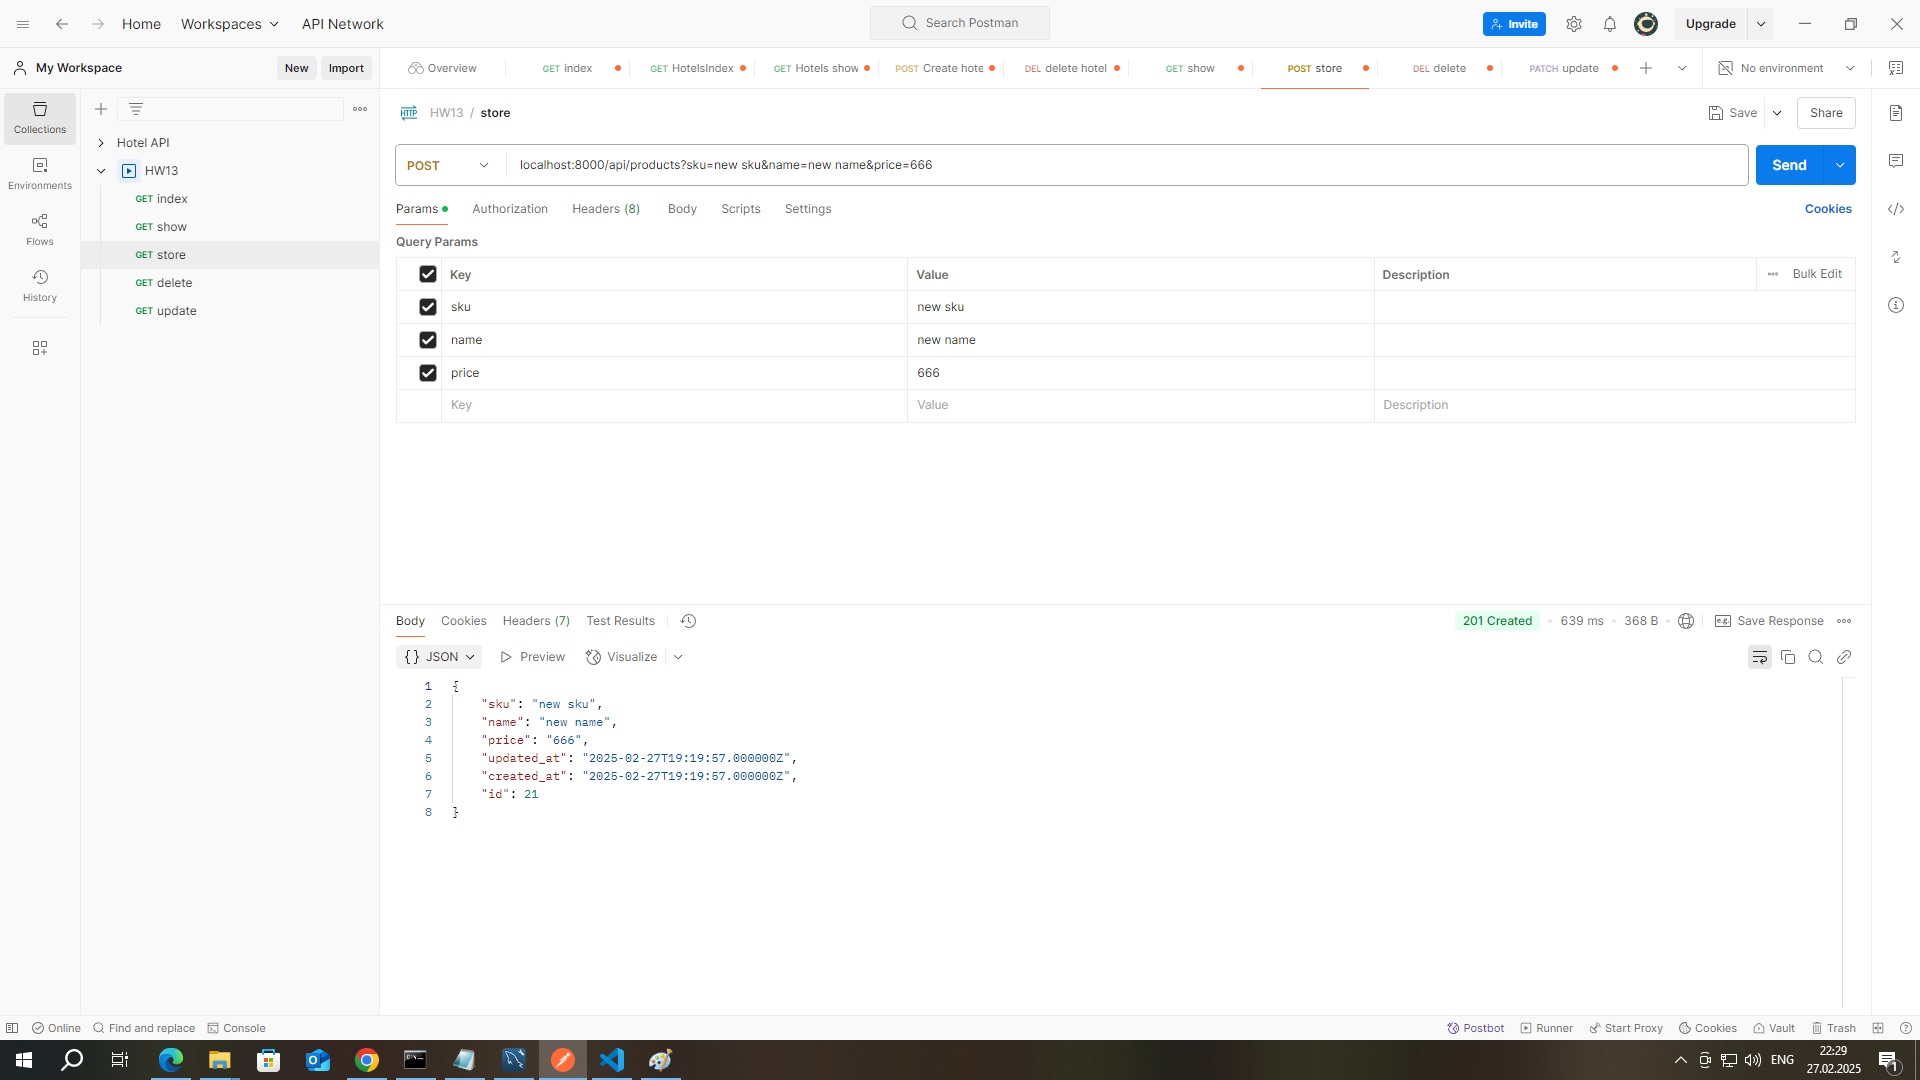 Home
Workspaces
API Network
Search Postman
Invite
Upgrade
My Workspace
New
Import
Overview
GET index
GET HotelsIndex
GET Hotels show
POST Create hote
DEL delete hotel
GET show
POST store
DEL delete
PATCH update
No environment
Collections
Environments
Flows
History
Hotel API
HW13
GET index
GET show
GET store
GET delete
GET update
HTTP HW13 / store
Save
Share
POST
localhost:8000/api/products?sku=new sku&name=new name&price=666
Send
Params
Authorization
Headers (8)
Body
Scripts
Settings
Cookies
Query Params
Key Value Description Bulk Edit
sku new sku
name new name
price 666
Key Value Description
Body
Cookies
Headers (7)
Test Results
201 Created
639 ms
368 B
e.g. Save Response
{} JSON
Preview
Visualize
1 {
2 "sku": "new sku",
3 "name": "new name",
4 "price": "666",
5 "updated_at": "2025-02-27T19:19:57.000000Z",
6 "created_at": "2025-02-27T19:19:57.000000Z",
7 "id": 21
8 }
Online
Find and replace
Console
Postbot
Runner
Start Proxy
Cookies
Vault
Trash
ENG
22:29
27.02.2025
1